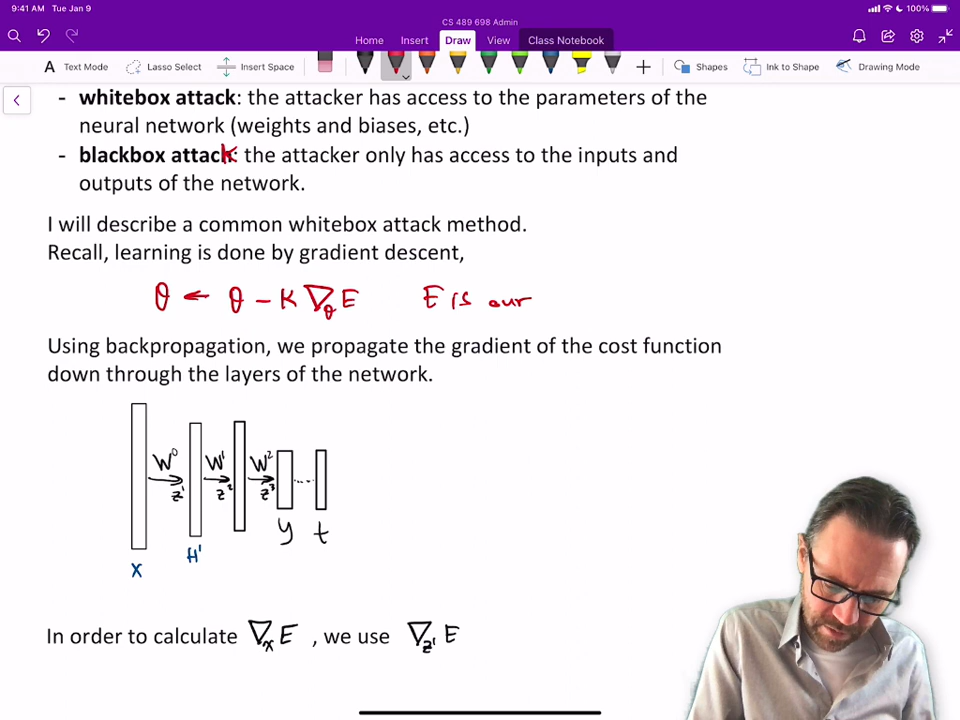 9:41 AM Tue Jan 9 100%
CS 489 698 Admin
Home Insert Draw View Class Notebook
A Text Mode Lasso Select Insert Space Shapes Ink to Shape Drawing Mode
- whitebox attack: the attacker has access to the parameters of the
neural network (weights and biases, etc.)
- blackbox attack: the attacker only has access to the inputs and
outputs of the network.
I will describe a common whitebox attack method.
Recall, learning is done by gradient descent,
θ ← θ − K ∇θ E E is our
Using backpropagation, we propagate the gradient of the cost function
down through the layers of the network.
W⁰ W¹ W²
z¹ z² z³
y t
H¹
X
In order to calculate ∇x E , we use ∇z¹ E